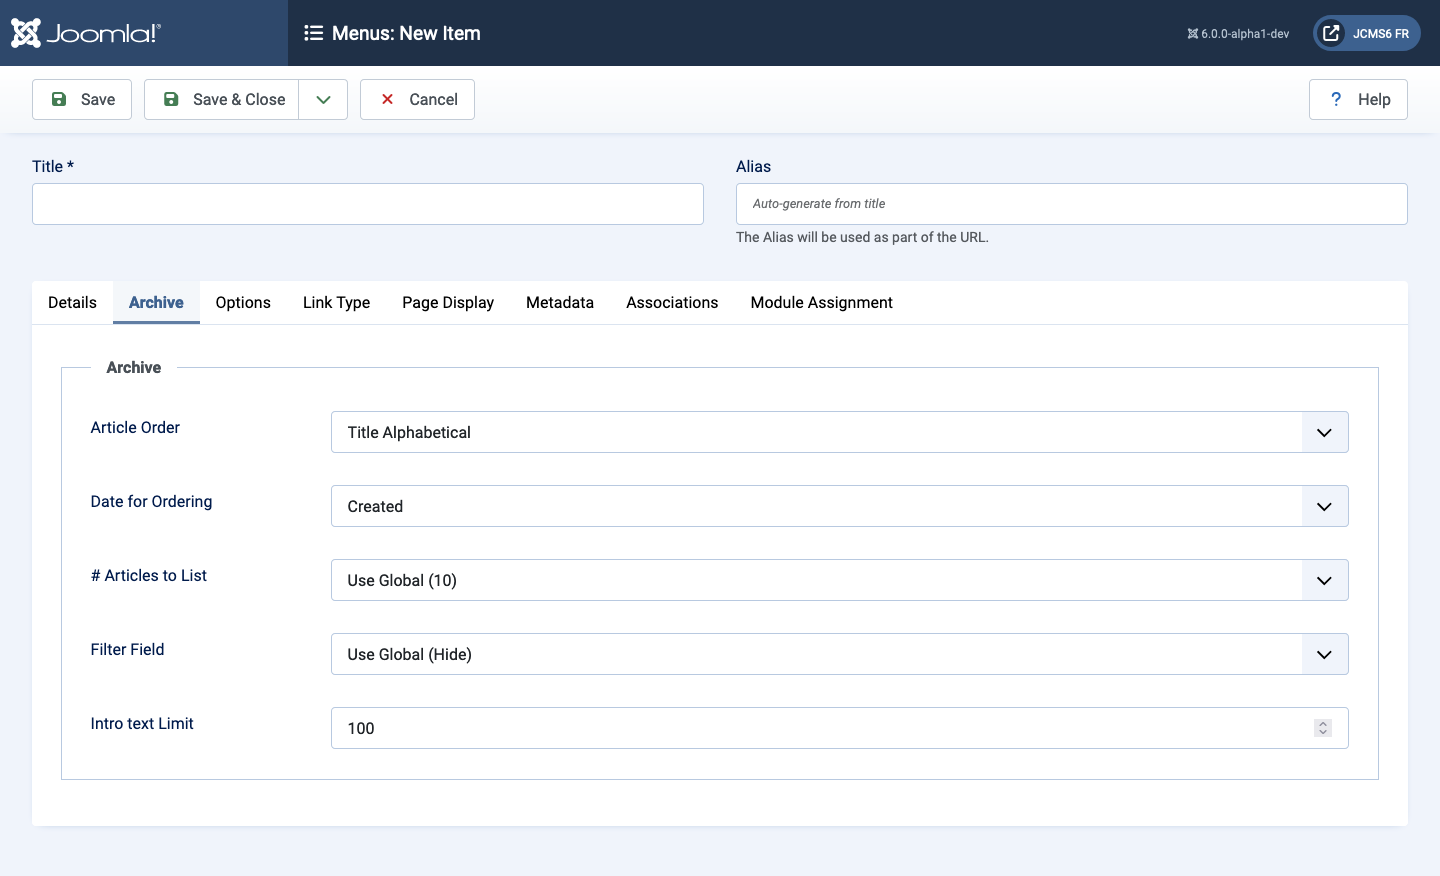 Joomla!®
Menus: New Item
6.0.0-alpha1-dev
JCMS6 FR
Save
Save & Close
Cancel
? Help
Title *
Alias
Auto-generate from title
The Alias will be used as part of the URL.
Details Archive Options Link Type Page Display Metadata Associations Module Assignment
Archive
Article Order
Title Alphabetical
Date for Ordering
Created
# Articles to List
Use Global (10)
Filter Field
Use Global (Hide)
Intro text Limit
100